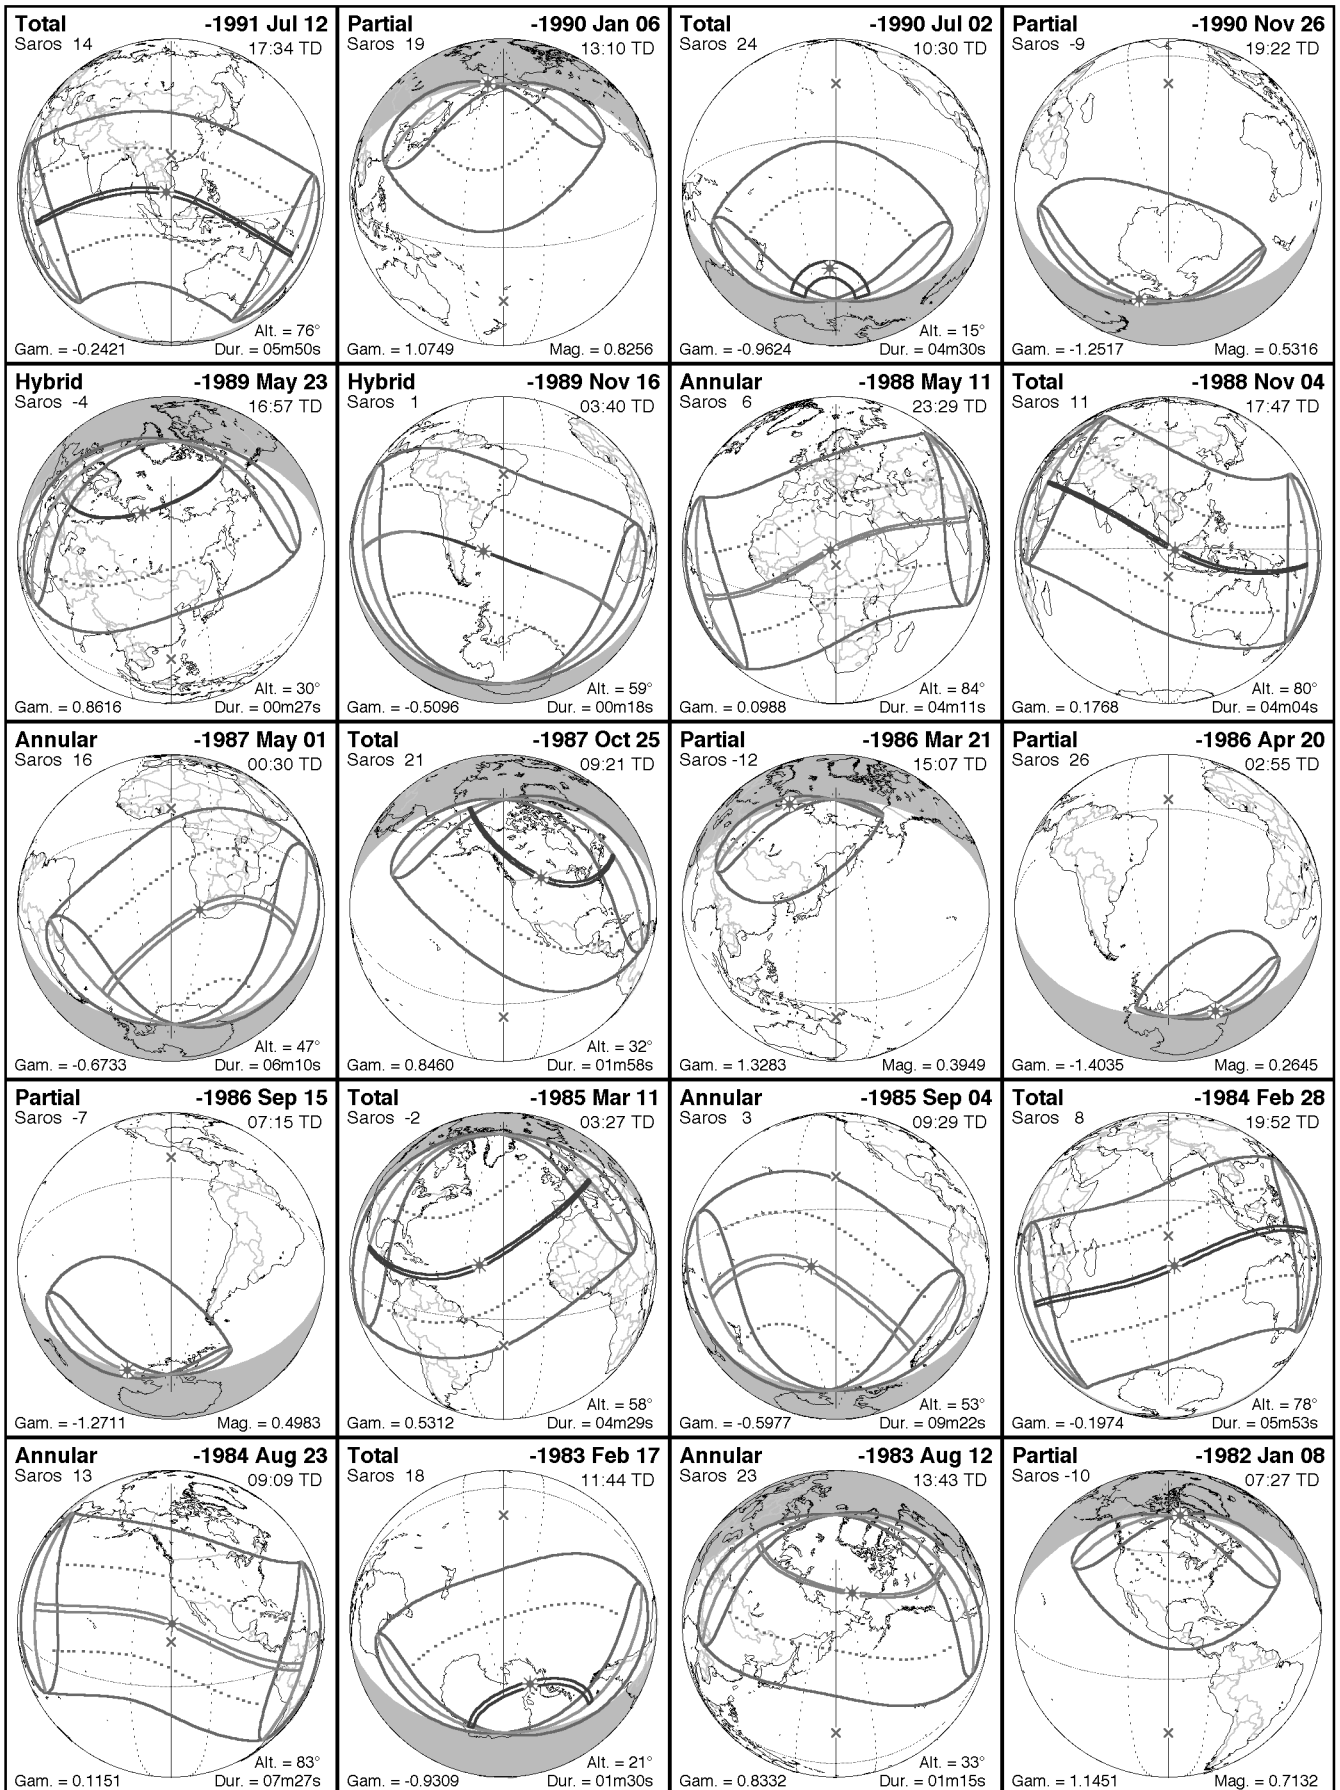 Total -1991 Jul 12
Saros 14 17:34 TD
Alt. = 76°
Gam. = -0.2421 Dur. = 05m50s
Partial -1990 Jan 06
Saros 19 13:10 TD
Gam. = 1.0749 Mag. = 0.8256
Total -1990 Jul 02
Saros 24 10:30 TD
Alt. = 15°
Gam. = -0.9624 Dur. = 04m30s
Partial -1990 Nov 26
Saros -9 19:22 TD
Gam. = -1.2517 Mag. = 0.5316
Hybrid -1989 May 23
Saros -4 16:57 TD
Alt. = 30°
Gam. = 0.8616 Dur. = 00m27s
Hybrid -1989 Nov 16
Saros 1 03:40 TD
Alt. = 59°
Gam. = -0.5096 Dur. = 00m18s
Annular -1988 May 11
Saros 6 23:29 TD
Alt. = 84°
Gam. = 0.0988 Dur. = 04m11s
Total -1988 Nov 04
Saros 11 17:47 TD
Alt. = 80°
Gam. = 0.1768 Dur. = 04m04s
Annular -1987 May 01
Saros 16 00:30 TD
Alt. = 47°
Gam. = -0.6733 Dur. = 06m10s
Total -1987 Oct 25
Saros 21 09:21 TD
Alt. = 32°
Gam. = 0.8460 Dur. = 01m58s
Partial -1986 Mar 21
Saros -12 15:07 TD
Gam. = 1.3283 Mag. = 0.3949
Partial -1986 Apr 20
Saros 26 02:55 TD
Gam. = -1.4035 Mag. = 0.2645
Partial -1986 Sep 15
Saros -7 07:15 TD
Gam. = -1.2711 Mag. = 0.4983
Total -1985 Mar 11
Saros -2 03:27 TD
Alt. = 58°
Gam. = 0.5312 Dur. = 04m29s
Annular -1985 Sep 04
Saros 3 09:29 TD
Alt. = 53°
Gam. = -0.5977 Dur. = 09m22s
Total -1984 Feb 28
Saros 8 19:52 TD
Alt. = 78°
Gam. = -0.1974 Dur. = 05m53s
Annular -1984 Aug 23
Saros 13 09:09 TD
Alt. = 83°
Gam. = 0.1151 Dur. = 07m27s
Total -1983 Feb 17
Saros 18 11:44 TD
Alt. = 21°
Gam. = -0.9309 Dur. = 01m30s
Annular -1983 Aug 12
Saros 23 13:43 TD
Alt. = 33°
Gam. = 0.8332 Dur. = 01m15s
Partial -1982 Jan 08
Saros -10 07:27 TD
Gam. = 1.1451 Mag. = 0.7132